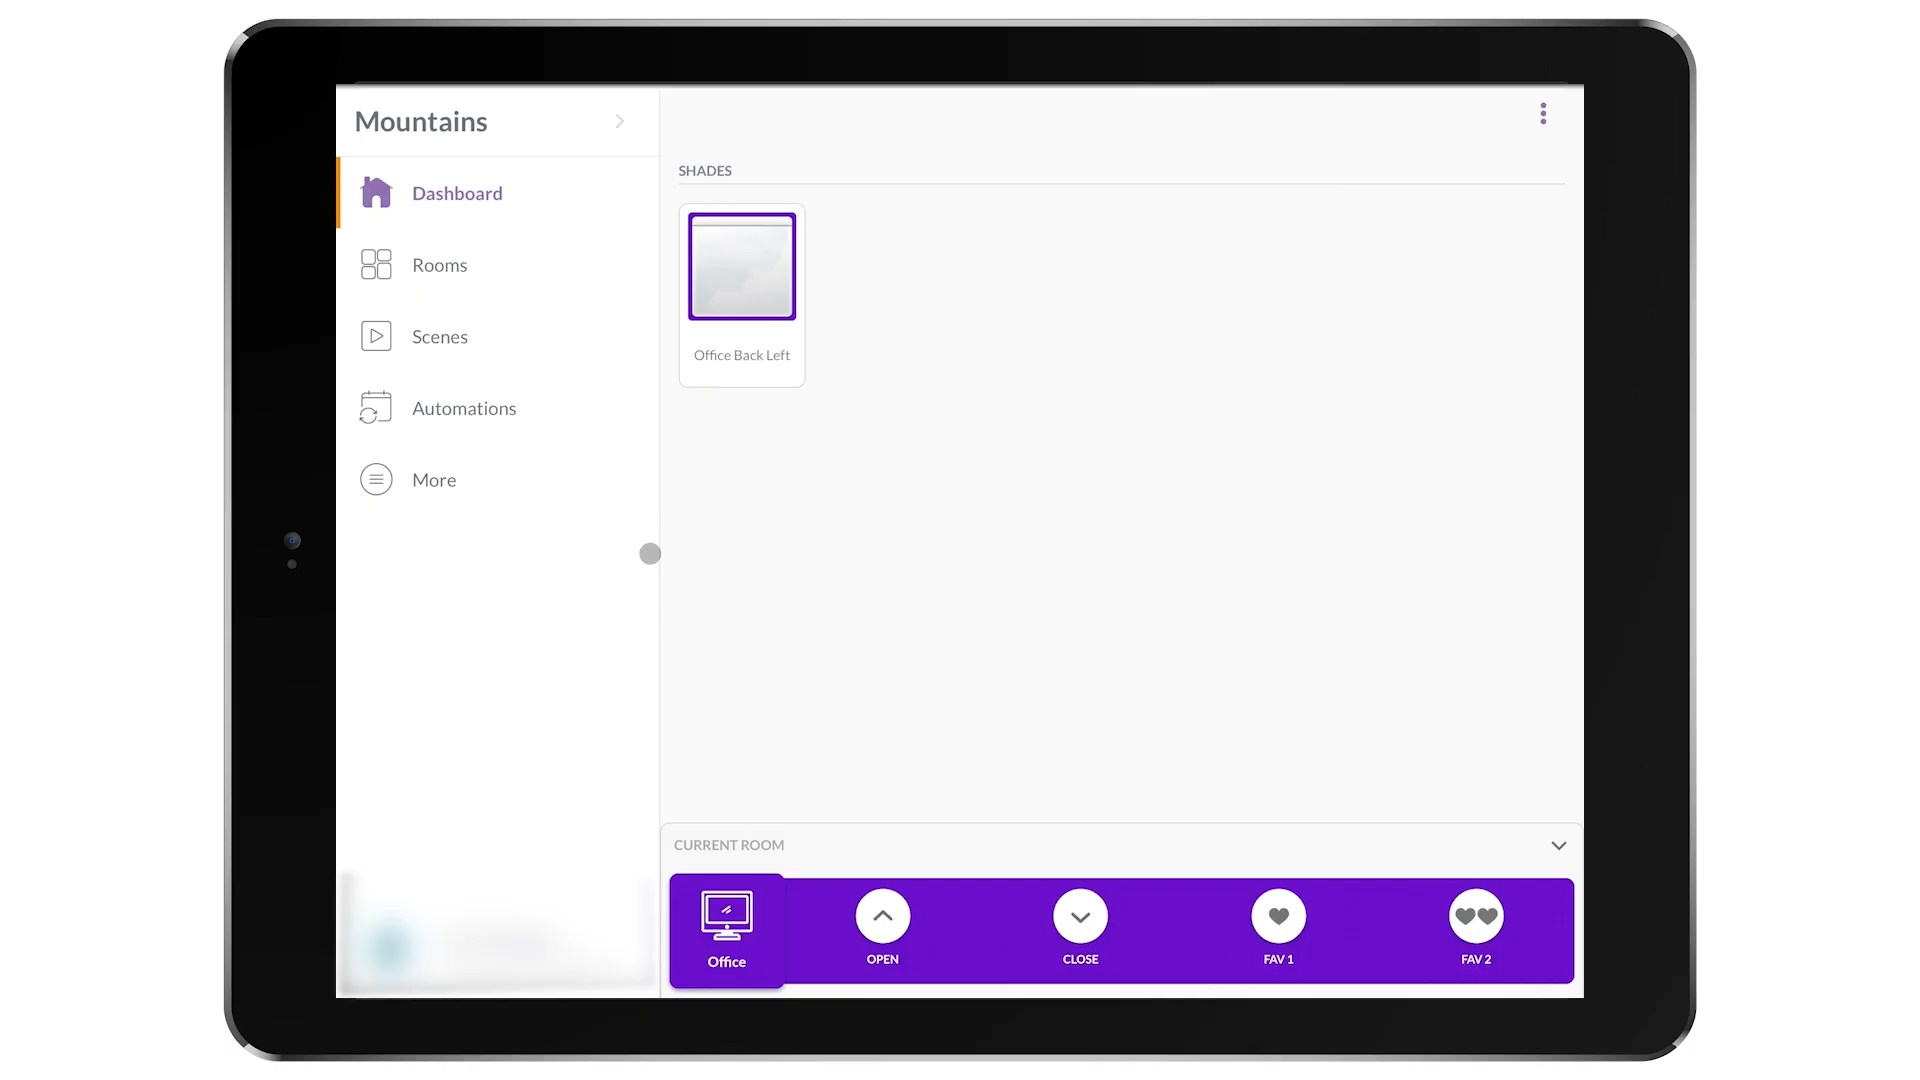 Mountains
Dashboard
Rooms
Scenes
Automations
More
SHADES
Office Back Left
CURRENT ROOM
Office
OPEN
CLOSE
FAV 1
FAV 2